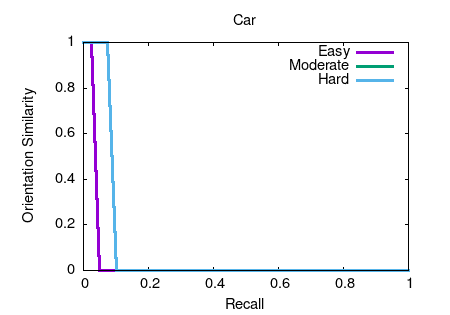 Car
Easy
Moderate
Hard
1
0.8
0.6
0.4
0.2
0
Orientation Similarity
0 0.2 0.4 0.6 0.8 1
Recall